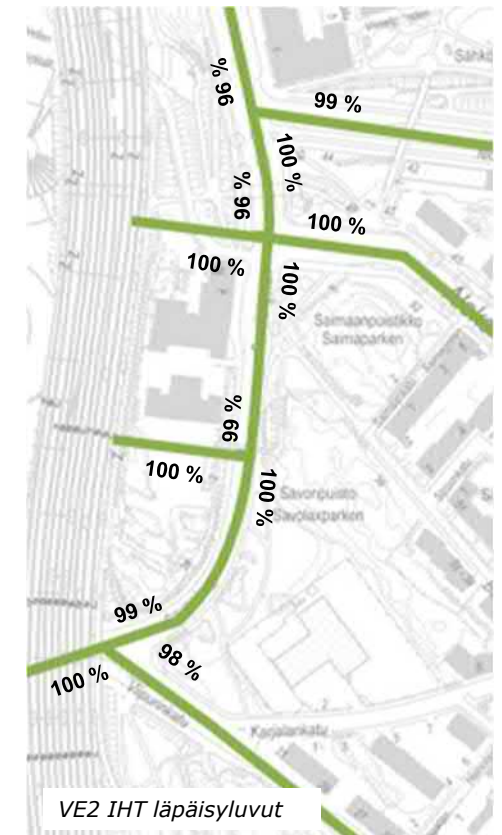 96 %
99 %
100 %
96 %
100 %
100 %
100 %
Saimaanpuistikko
Saimaparken
99 %
100 %
100 %
Savonpuisto
Savolaxparken
99 %
98 %
100 %
Karjalankatu
VE2 IHT läpäisyluvut